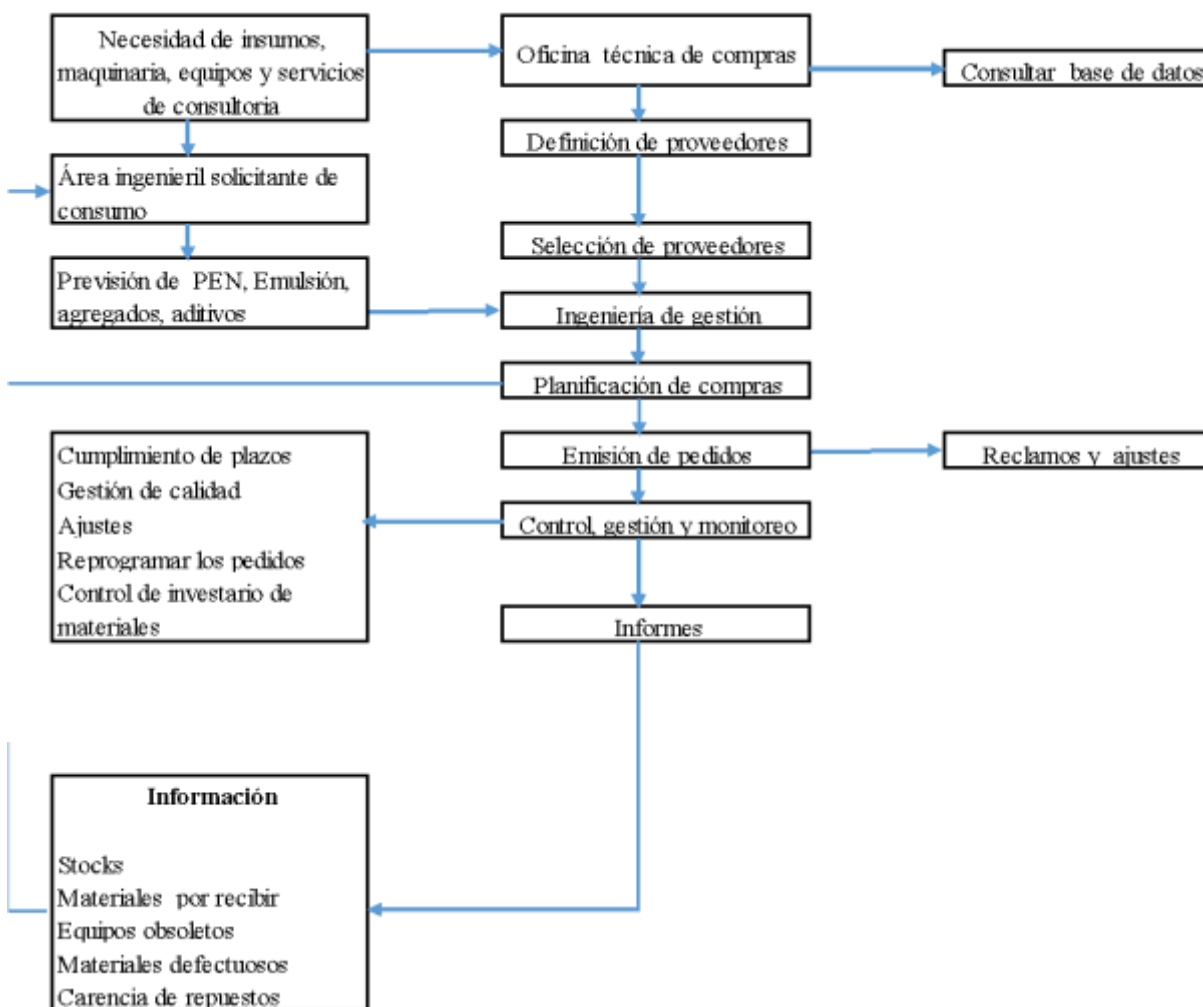 Necesidad de insumos,
maquinaria, equipos y servicios
de consultoria
Oficina técnica de compras
Consultar base de datos
Definición de proveedores
Área ingenieril solicitante de
consumo
Selección de proveedores
Previsión de PEN, Emulsión,
agregados, aditivos
Ingeniería de gestión
Planificación de compras
Cumplimiento de plazos
Gestión de calidad
Ajustes
Reprogramar los pedidos
Control de investario de
materiales
Emisión de pedidos
Reclamos y ajustes
Control, gestión y monitoreo
Informes
Información
Stocks
Materiales por recibir
Equipos obsoletos
Materiales defectuosos
Carencia de repuestos